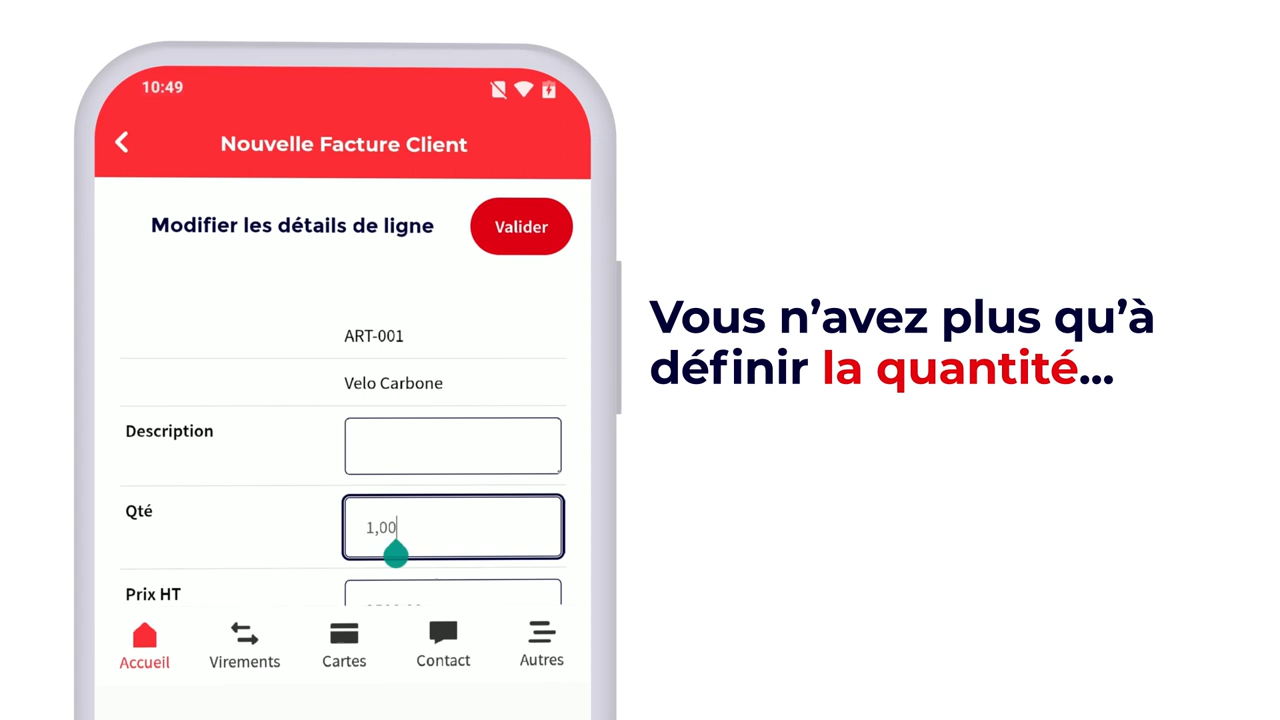 10:49
Nouvelle Facture Client
Modifier les détails de ligne
Valider
ART-001
Velo Carbone
Description
Qté
1,00
Prix HT
Accueil
Virements
Cartes
Contact
Autres
Vous n’avez plus qu’à
définir la quantité...